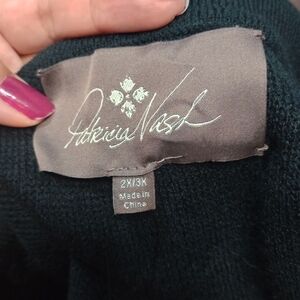 Patricia Nash
2X/3X
Made in
China